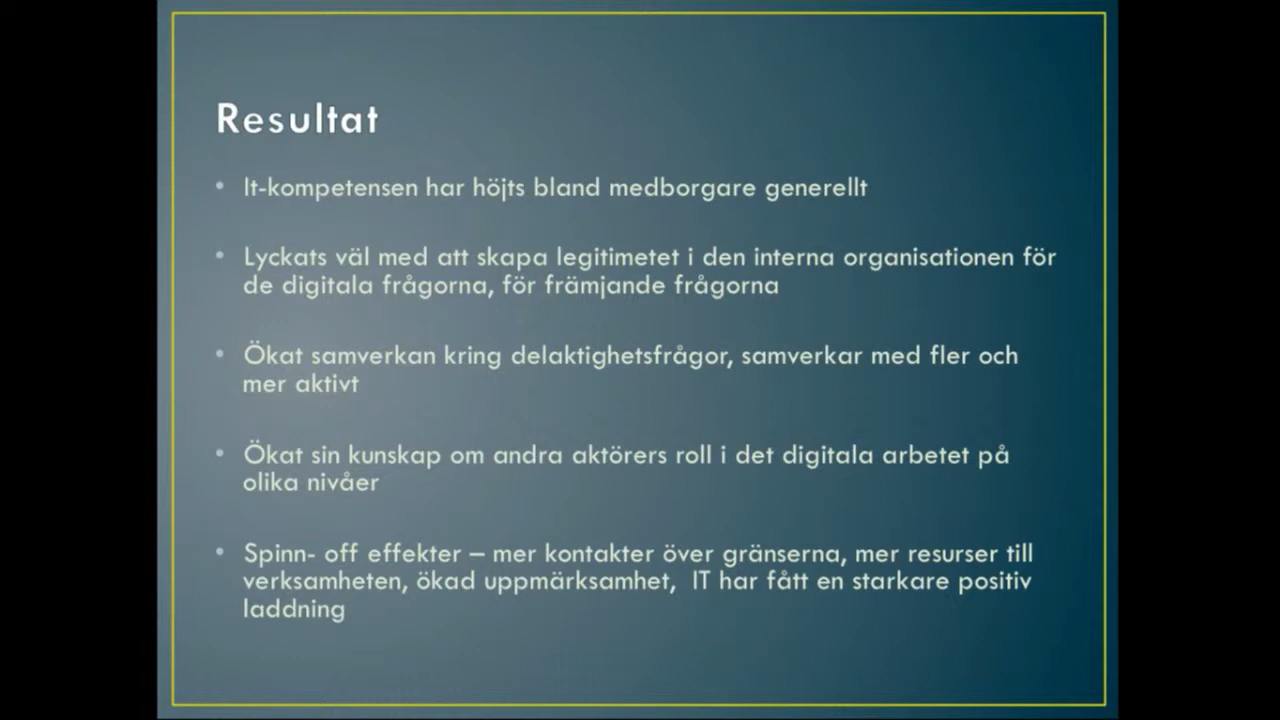 Resultat
• It-kompetensen har höjts bland medborgare generellt
• Lyckats väl med att skapa legitimetet i den interna organisationen för
de digitala frågorna, för främjande frågorna
• Ökat samverkan kring delaktighetsfrågor, samverkar med fler och
mer aktivt
• Ökat sin kunskap om andra aktörers roll i det digitala arbetet på
olika nivåer
• Spinn- off effekter – mer kontakter över gränserna, mer resurser till
verksamheten, ökad uppmärksamhet,  IT har fått en starkare positiv
laddning